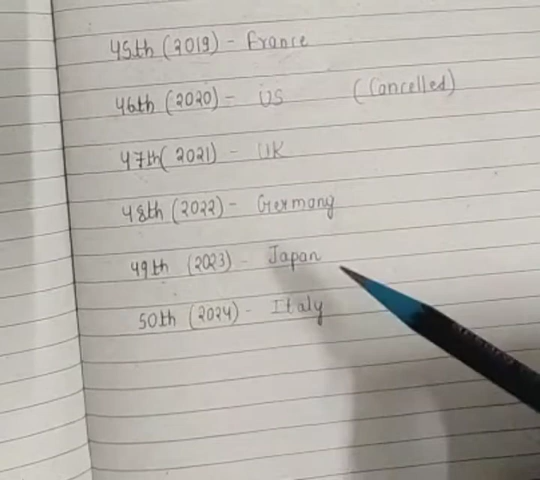 45th (2019) - France
46th (2020) - US (Cancelled)
47th (2021) - UK
48th (2022) - Germany
49th (2023) - Japan
50th (2024) - Italy